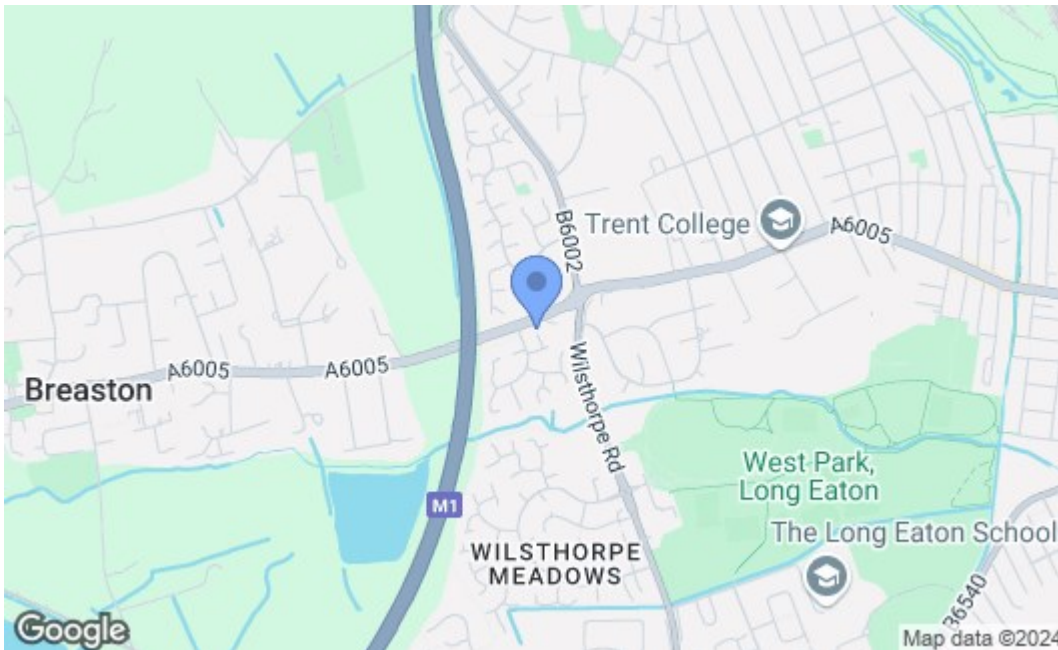 B6002
Trent College
A6005
A6005
A6005
Breaston
Wilsthorpe Rd
West Park,
Long Eaton
M1
The Long Eaton School
WILSTHORPE
MEADOWS
B6540
Google
Map data ©2024